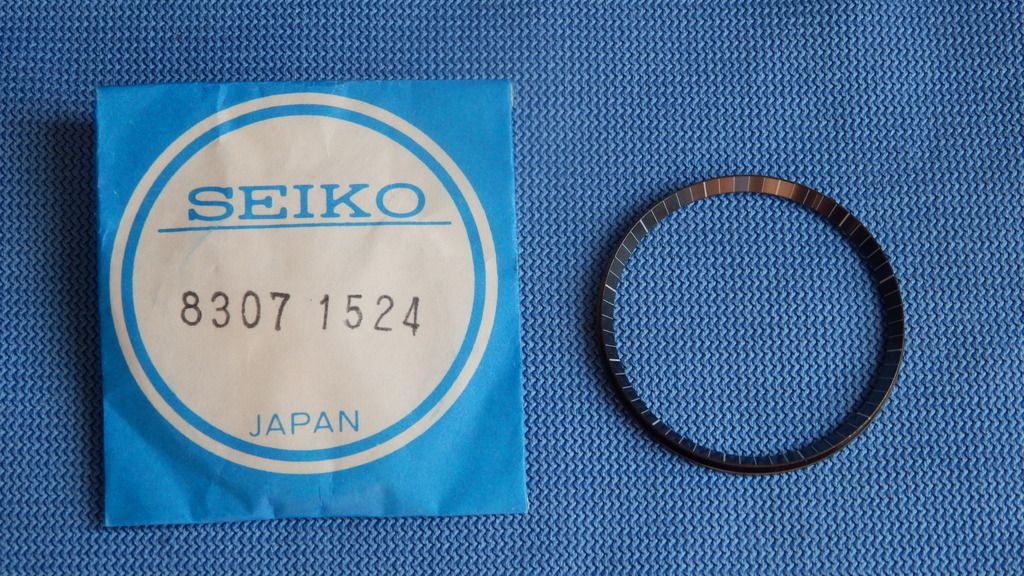 SEIKO
8307 1524
JAPAN